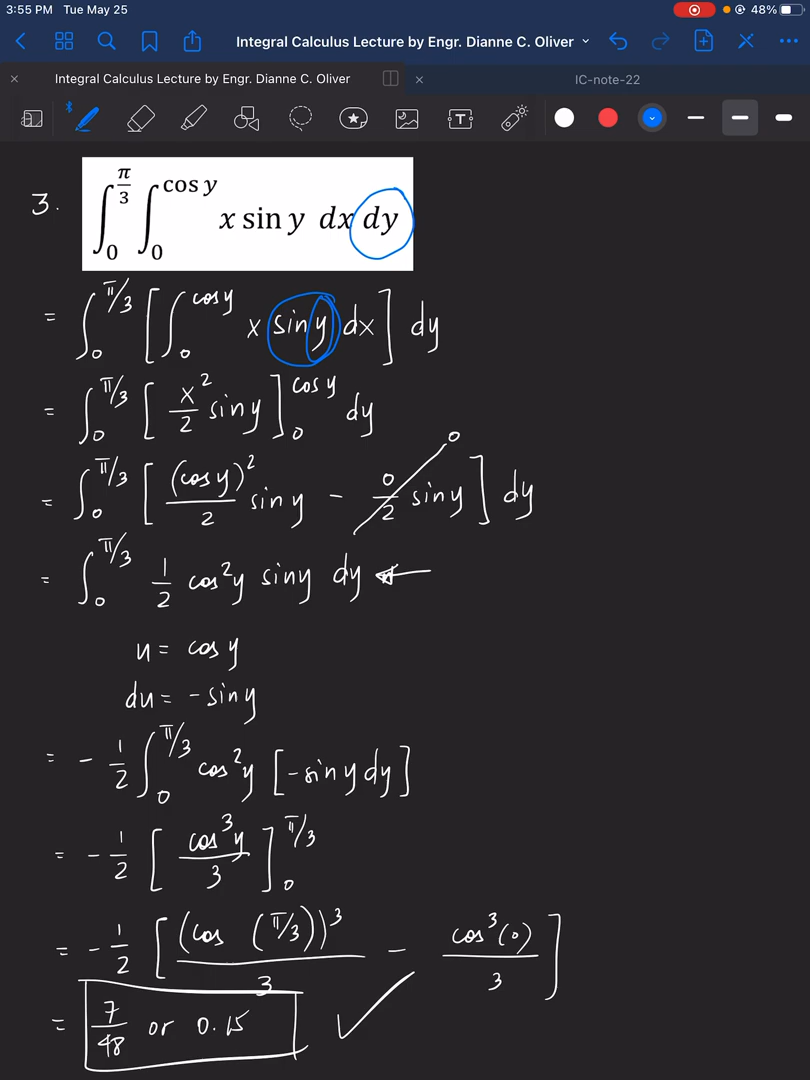 3:55 PM Tue May 25 48%
Integral Calculus Lecture by Engr. Dianne C. Oliver
Integral Calculus Lecture by Engr. Dianne C. Oliver IC-note-22
T
3. ∫₀^(π/3) ∫₀^(cos y) x sin y dx dy
= ∫₀^(π/3) [ ∫₀^(cos y) x sin y dx ] dy
= ∫₀^(π/3) [ x²/2 sin y ]₀^(cos y) dy
= ∫₀^(π/3) [ (cos y)²/2 sin y - 0/2 sin y ] dy 0
= ∫₀^(π/3) 1/2 cos²y sin y dy ←
u = cos y
du = - sin y
= - 1/2 ∫₀^(π/3) cos²y [- sin y dy]
= - 1/2 [ cos³y/3 ]₀^(π/3)
= - 1/2 [ (cos (π/3))³/3 - cos³(0)/3 ]
= 7/48 or 0.15 ✓